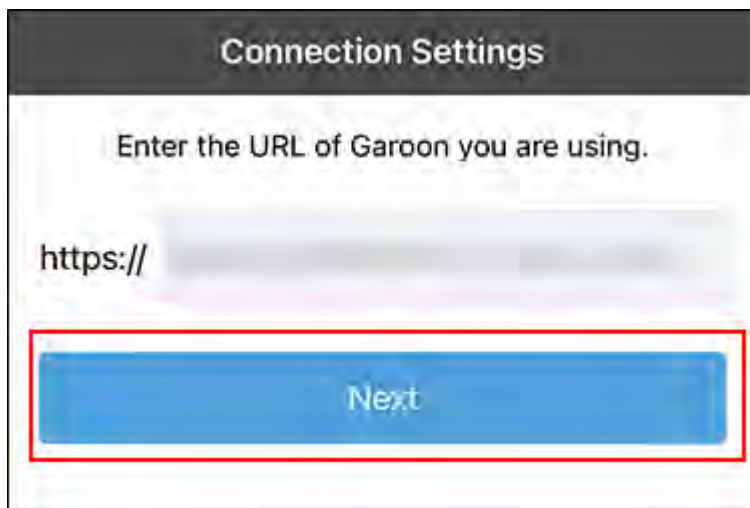 Connection Settings
Enter the URL of Garoon you are using.
https://
Next